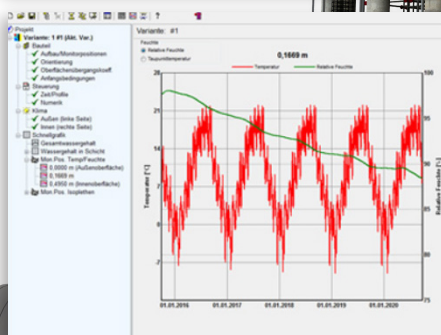 Projekt
Variante: 1 #1 (Akt. Var.)
Bauteil
Aufbau/Monitorpositionen
Orientierung
Oberflächenübergangskoeff.
Anfangsbedingungen
Steuerung
Zeit/Profile
Numerik
Klima
Außen (linke Seite)
Innen (rechte Seite)
Schnellgrafik
Gesamtwassergehalt
Wassergehalt in Schicht
Mon.Pos. Temp/Feuchte
0,0000 m (Außenoberfläche)
0,1669 m
0,4950 m (Innenoberfläche)
Mon.Pos. Isoplethen
Variante: #1
Feuchte
Relative Feuchte
Taupunkttemperatur
0,1669 m
Temperatur
Relative Feuchte
Temperatur [°C]
28
21
14
7
0
-7
Relative Feuchte [%]
100
95
90
85
80
75
01.01.2016
01.01.2017
01.01.2018
01.01.2019
01.01.2020